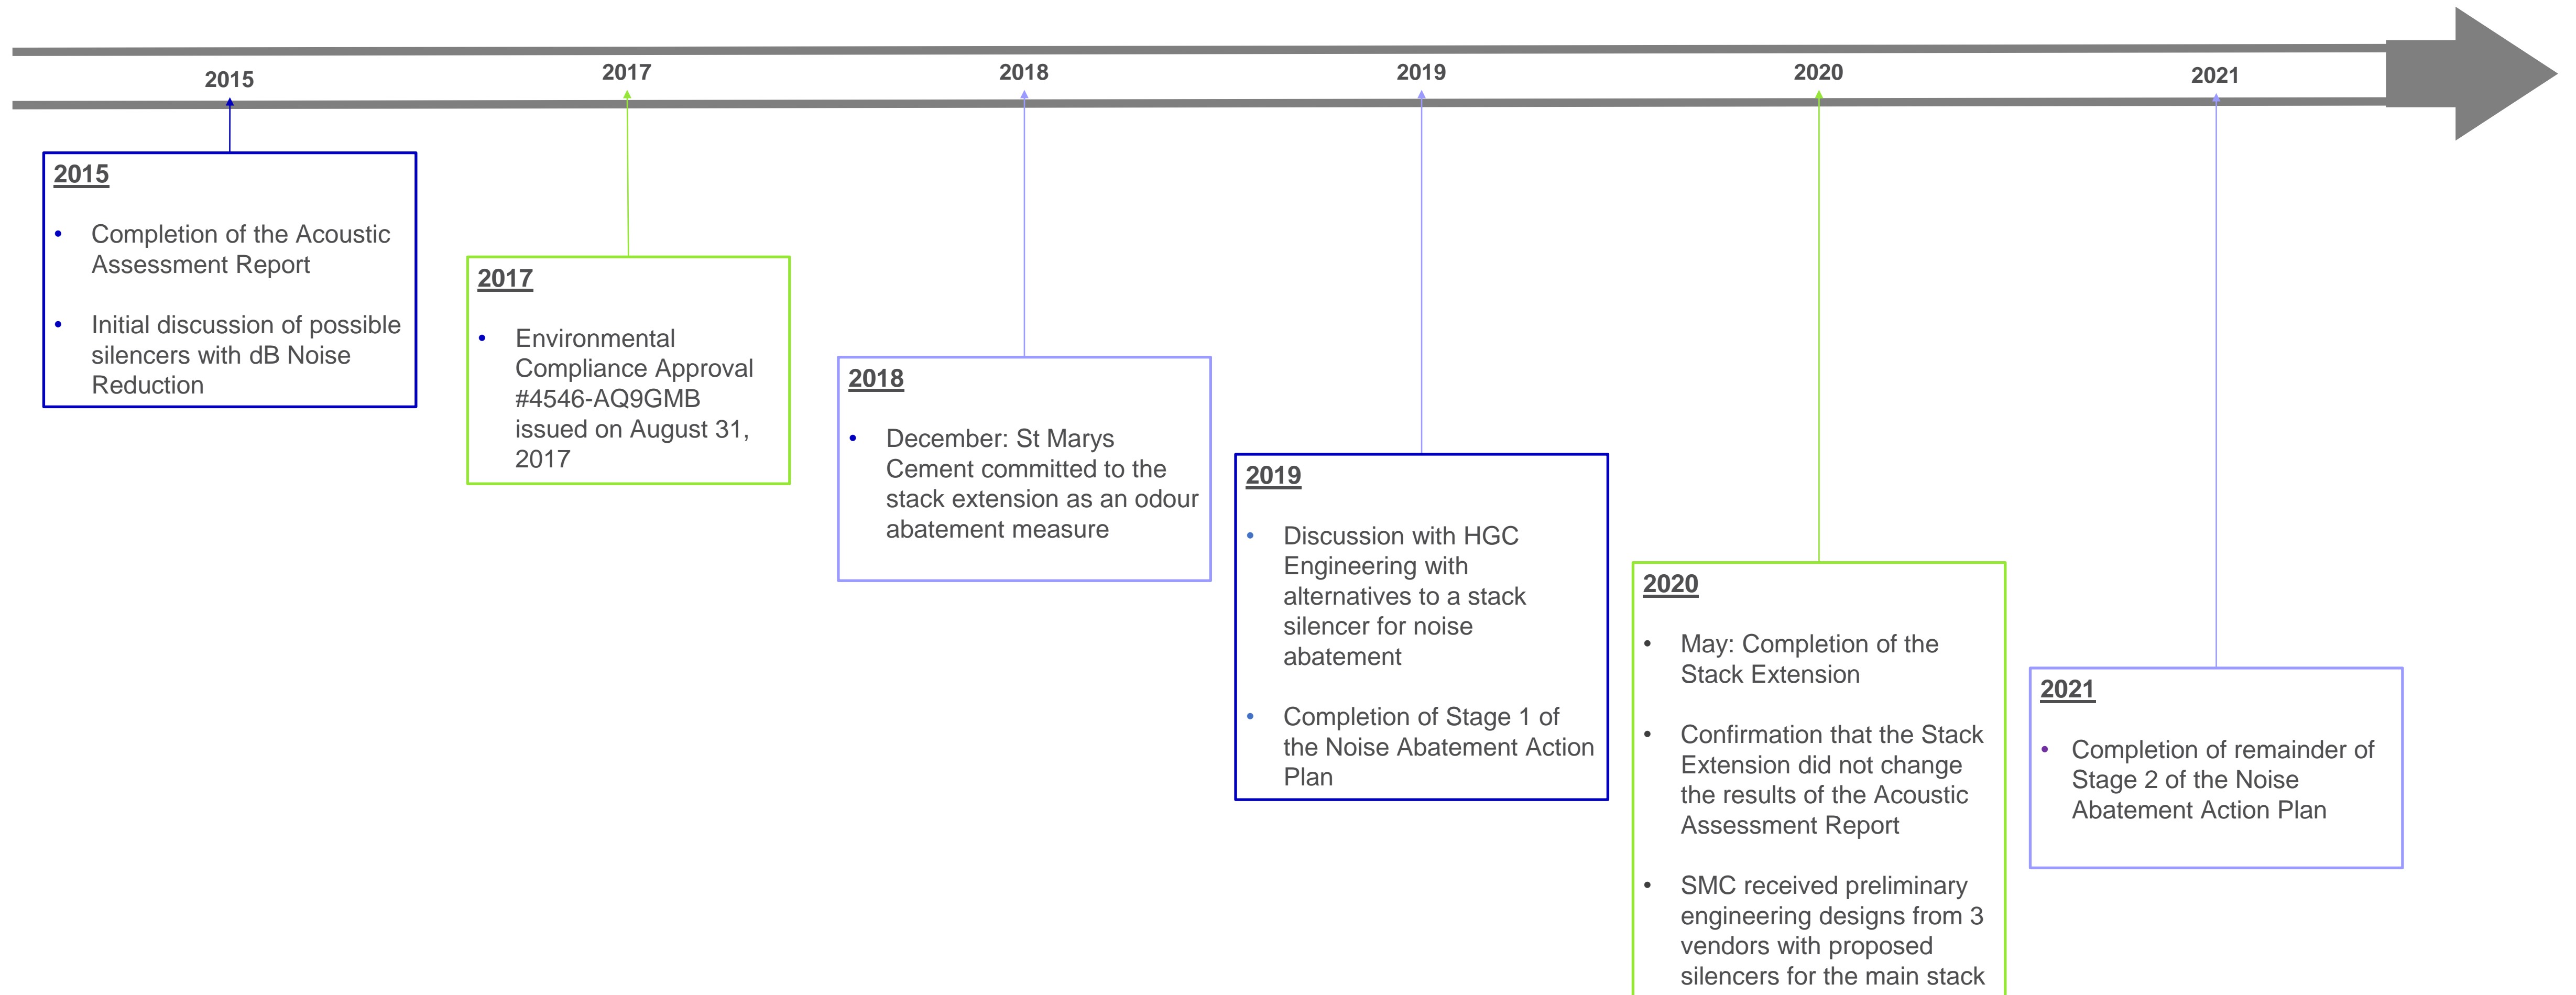 2015
2017
2018
2019
2020
2021
2015
• Completion of the Acoustic
Assessment Report
• Initial discussion of possible
silencers with dB Noise
Reduction
2017
• Environmental
Compliance Approval
#4546-AQ9GMB
issued on August 31,
2017
2018
• December: St Marys
Cement committed to the
stack extension as an odour
abatement measure
2019
• Discussion with HGC
Engineering with
alternatives to a stack
silencer for noise
abatement
• Completion of Stage 1 of
the Noise Abatement Action
Plan
2020
• May: Completion of the
Stack Extension
• Confirmation that the Stack
Extension did not change
the results of the Acoustic
Assessment Report
• SMC received preliminary
engineering designs from 3
vendors with proposed
silencers for the main stack
2021
• Completion of remainder of
Stage 2 of the Noise
Abatement Action Plan